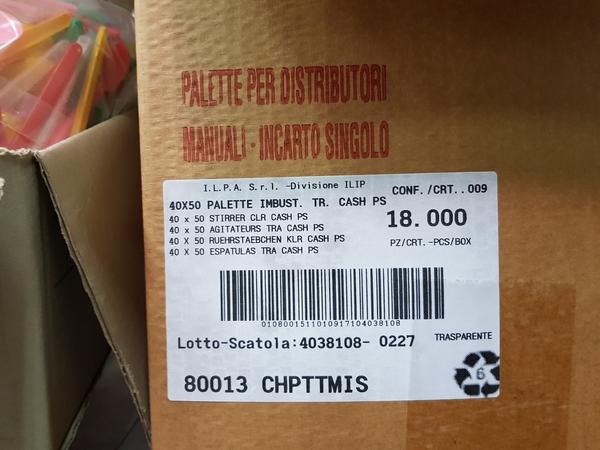 PALETTE PER DISTRIBUTORI
MANUALI - INCARTO SINGOLO
I.L.P.A. S.r.l. -Divisione ILIP
CONF./CRT..009
40X50 PALETTE IMBUST. TR. CASH PS
40 x 50 STIRRER CLR CASH PS
40 x 50 AGITATEURS TRA CASH PS
40 X 50 RUEHRSTAEBCHEN KLR CASH PS
40 X 50 ESPATULAS TRA CASH PS
18.000
PZ/CRT.-PCS/BOX
0108001511010917104038108
Lotto-Scatola:4038108- 0227
TRASPARENTE
80013 CHPTTMIS
6